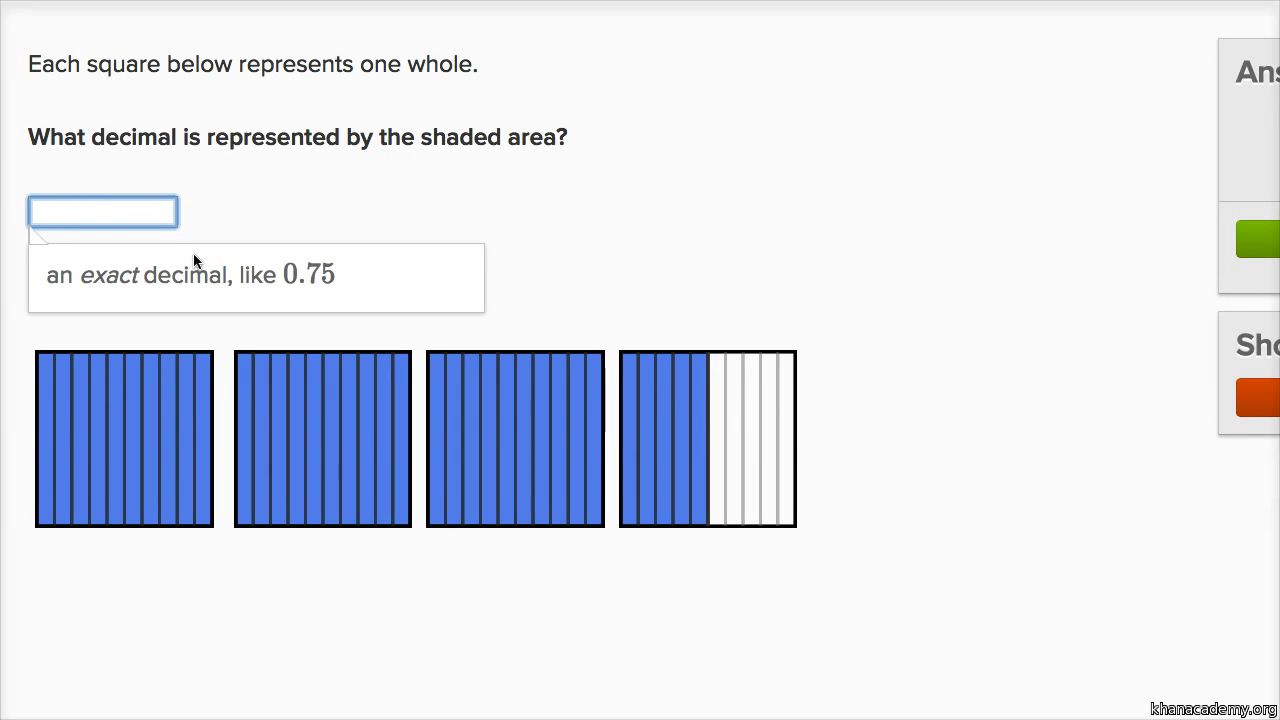 Each square below represents one whole.
What decimal is represented by the shaded area?
an exact decimal, like 0.75
Ans
Sho
khanacademy.org